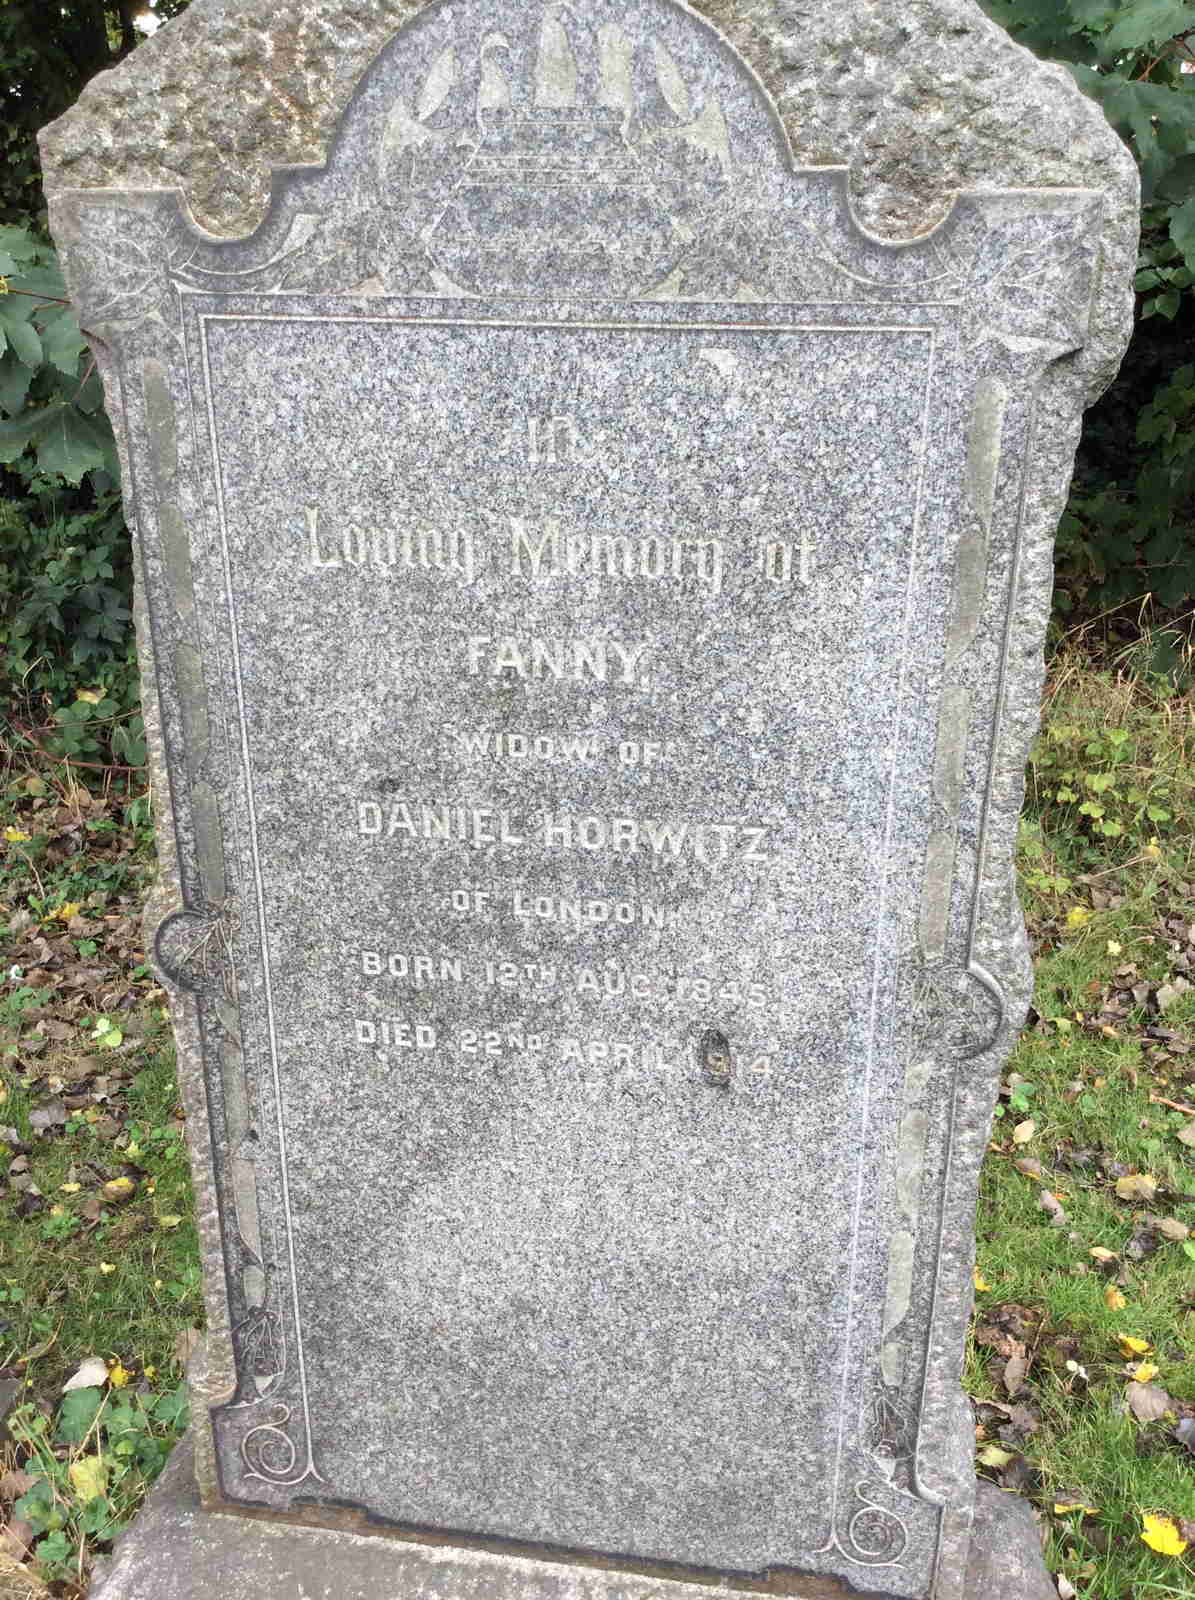 In
Loving Memory of
FANNY,
WIDOW OF
DANIEL HORWITZ
OF LONDON
BORN 12TH AUG. 1845
DIED 22ND APRIL